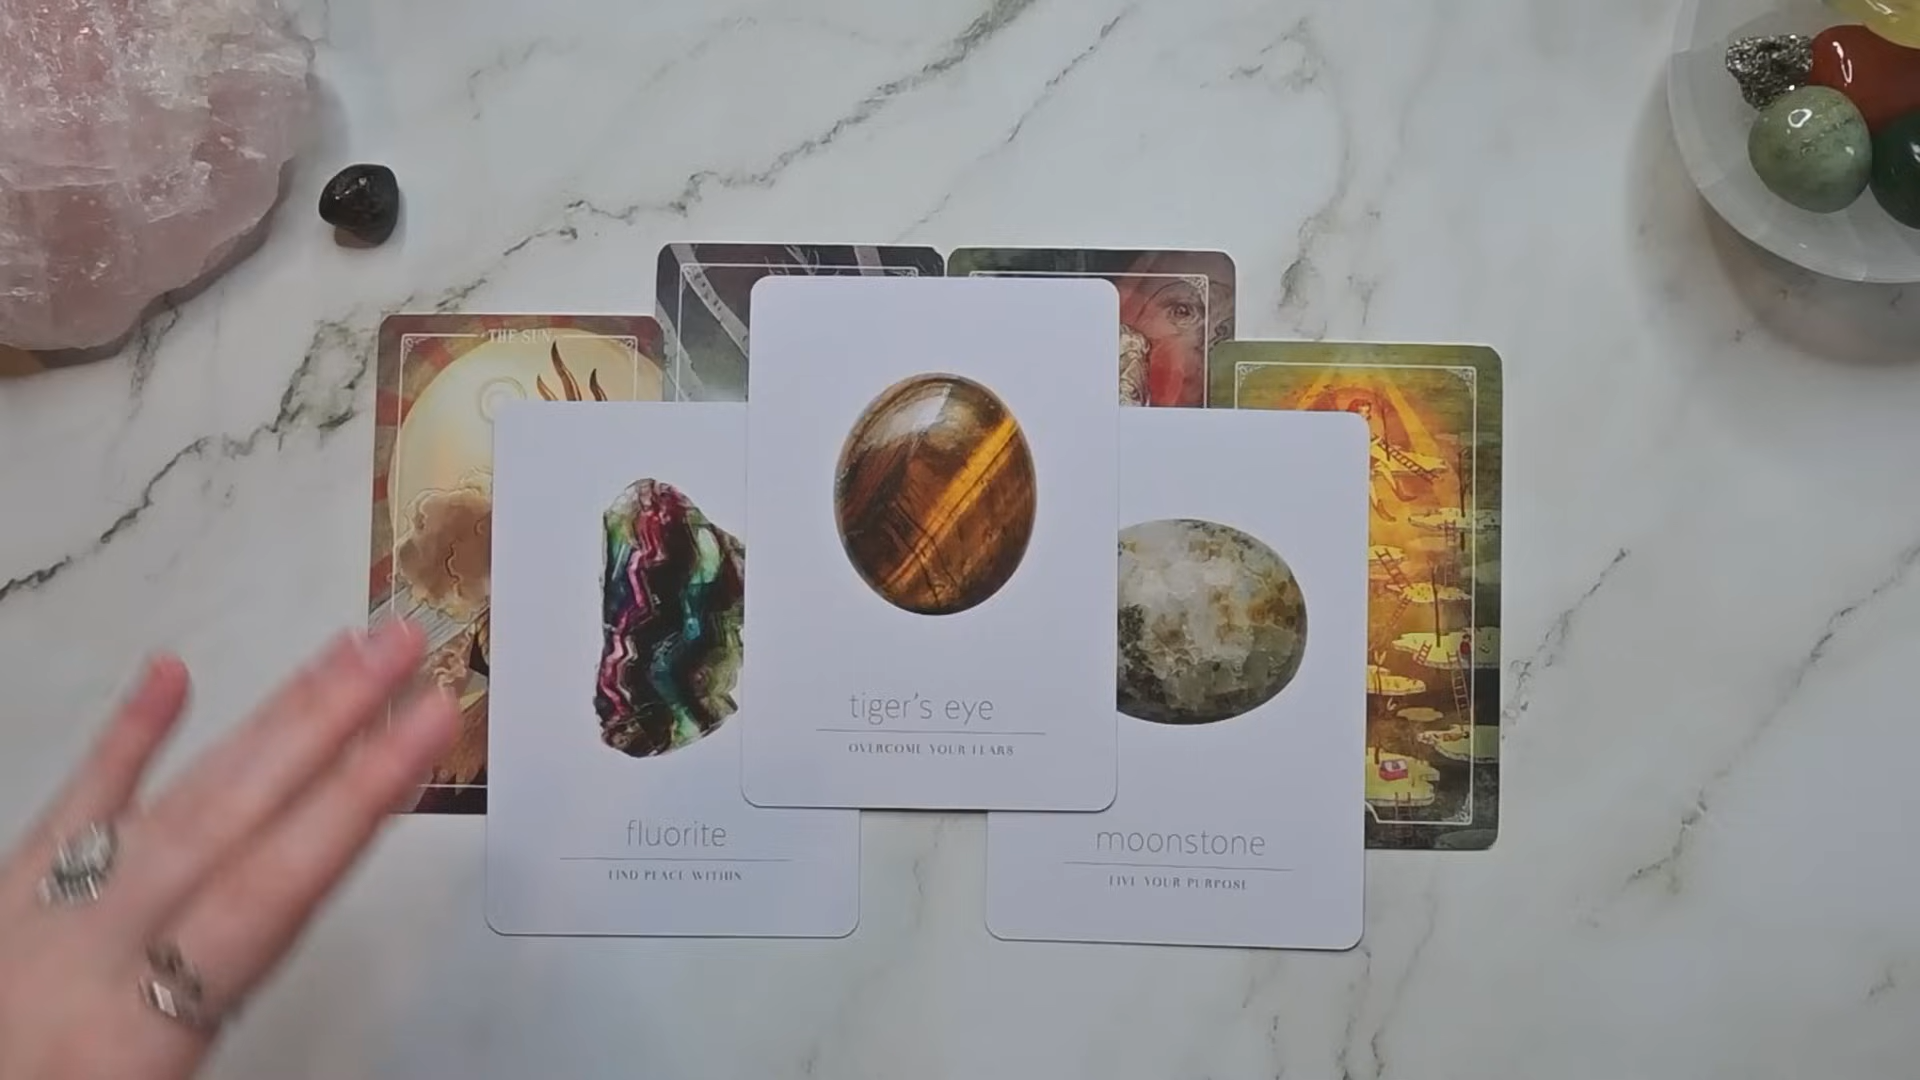 THE SUN
tiger's eye
OVERCOME YOUR FEARS
fluorite
FIND PEACE WITHIN
moonstone
LIVE YOUR PURPOSE